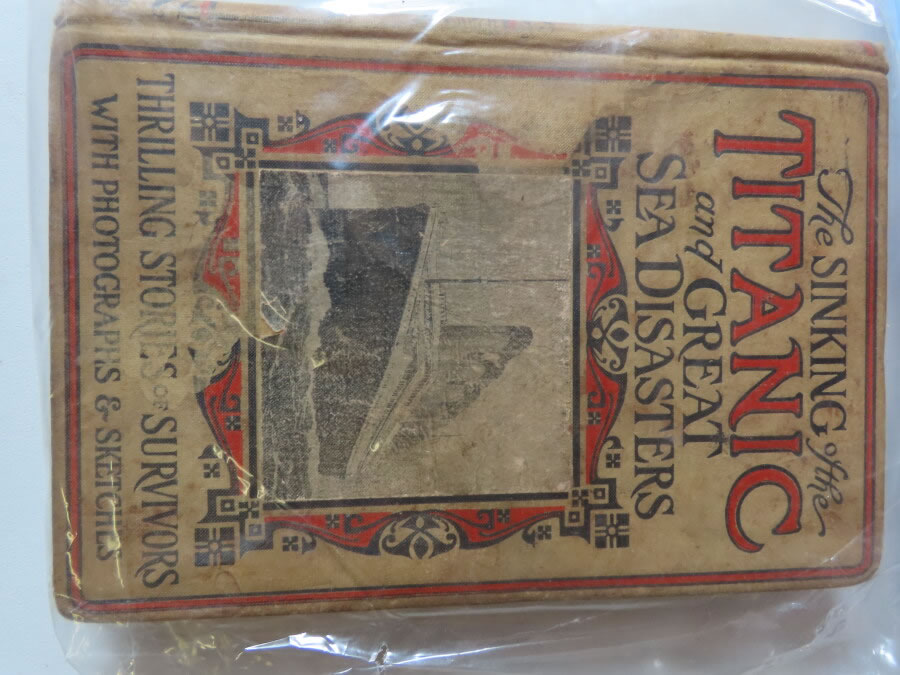 The SINKING of the
TITANIC
and GREAT
SEA DISASTERS
THRILLING STORIES OF SURVIVORS
WITH PHOTOGRAPHS & SKETCHES